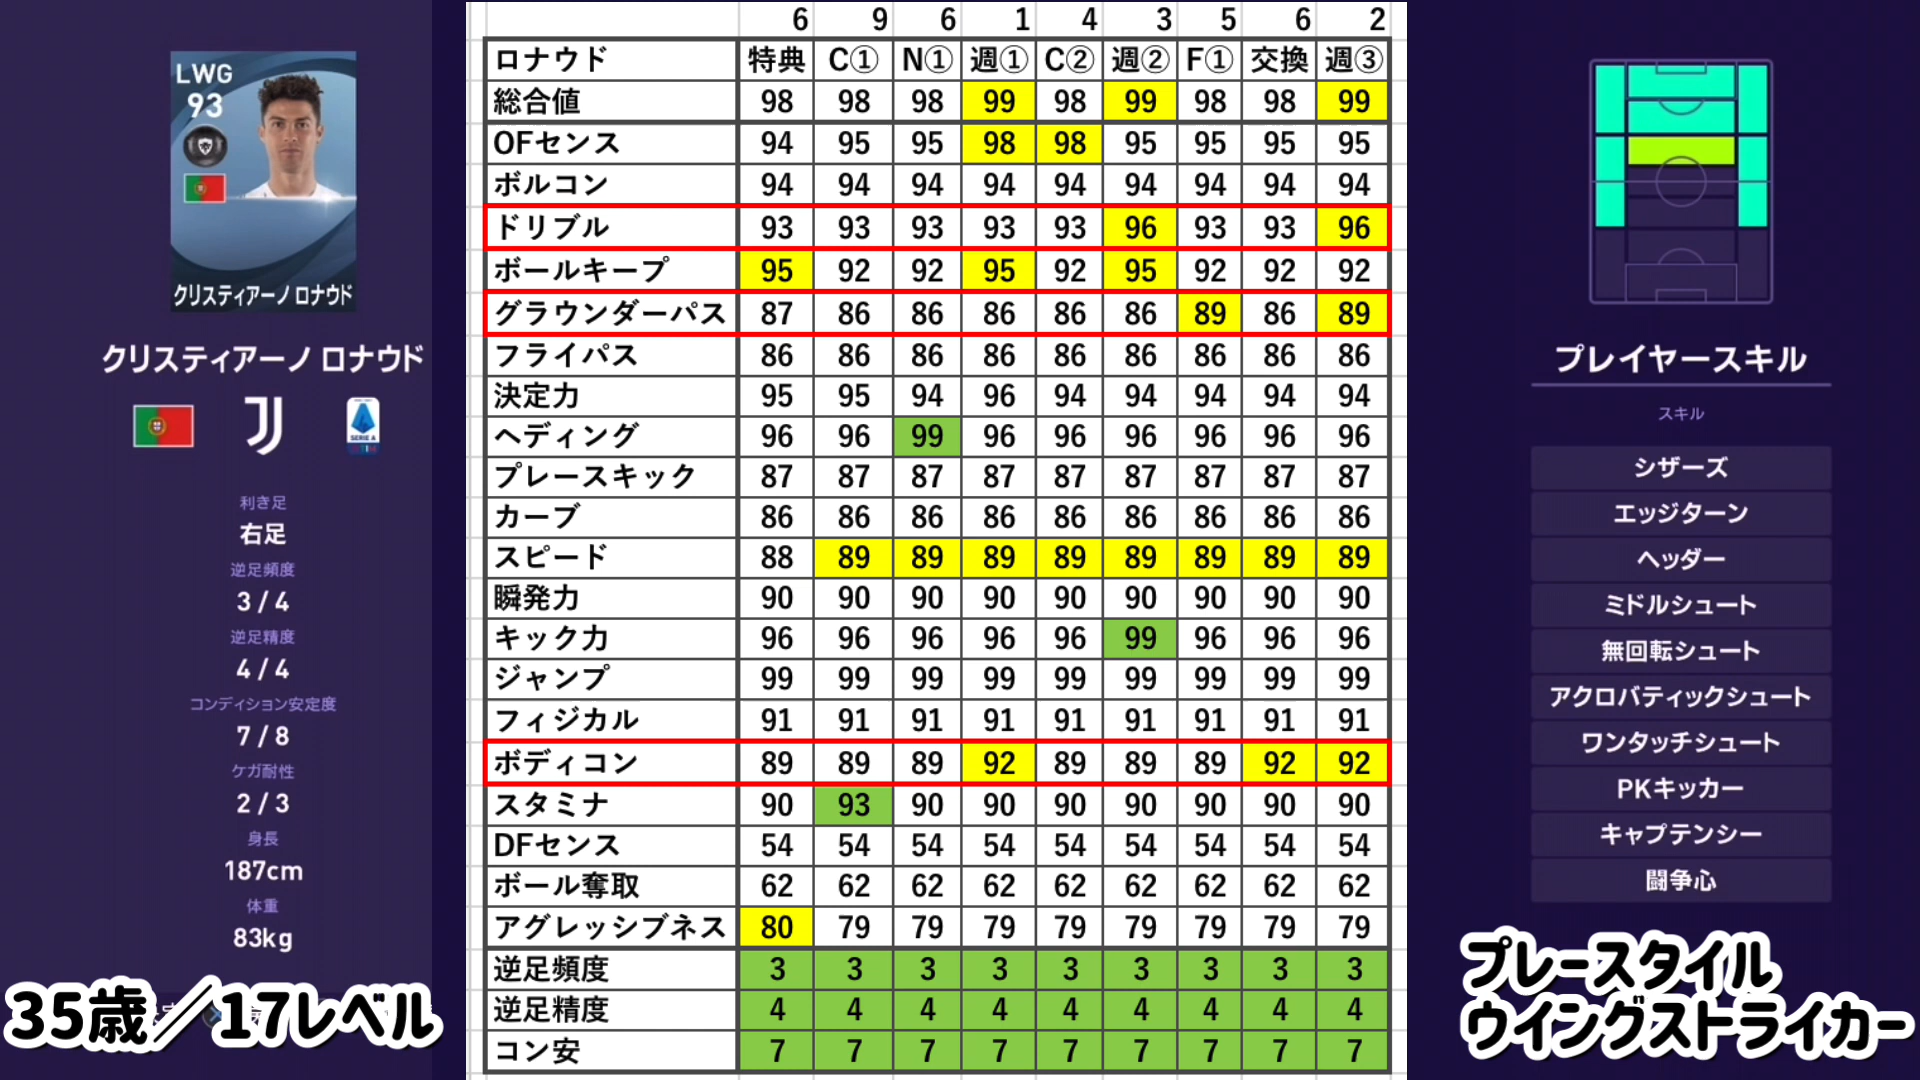 LWG
93
クリスティアーノ ロナウド
クリスティアーノ ロナウド
SERIE A
利き足
右足
逆足頻度
3 / 4
逆足精度
4 / 4
コンディション安定度
7 / 8
ケガ耐性
2 / 3
身長
187cm
体重
83kg
35歳／17レベル
6 9 6 1 4 3 5 6 2
ロナウド 特典 C① N① 週① C② 週② F① 交換 週③
総合値 98 98 98 99 98 99 98 98 99
OFセンス 94 95 95 98 98 95 95 95 95
ボルコン 94 94 94 94 94 94 94 94 94
ドリブル 93 93 93 93 93 96 93 93 96
ボールキープ 95 92 92 95 92 95 92 92 92
グラウンダーパス 87 86 86 86 86 86 89 86 89
フライパス 86 86 86 86 86 86 86 86 86
決定力 95 95 94 96 94 94 94 94 94
ヘディング 96 96 99 96 96 96 96 96 96
プレースキック 87 87 87 87 87 87 87 87 87
カーブ 86 86 86 86 86 86 86 86 86
スピード 88 89 89 89 89 89 89 89 89
瞬発力 90 90 90 90 90 90 90 90 90
キック力 96 96 96 96 96 99 96 96 96
ジャンプ 99 99 99 99 99 99 99 99 99
フィジカル 91 91 91 91 91 91 91 91 91
ボディコン 89 89 89 92 89 89 89 92 92
スタミナ 90 93 90 90 90 90 90 90 90
DFセンス 54 54 54 54 54 54 54 54 54
ボール奪取 62 62 62 62 62 62 62 62 62
アグレッシブネス 80 79 79 79 79 79 79 79 79
逆足頻度 3 3 3 3 3 3 3 3 3
逆足精度 4 4 4 4 4 4 4 4 4
コン安 7 7 7 7 7 7 7 7 7
プレイヤースキル
スキル
シザーズ
エッジターン
ヘッダー
ミドルシュート
無回転シュート
アクロバティックシュート
ワンタッチシュート
PKキッカー
キャプテンシー
闘争心
プレースタイル
ウイングストライカー